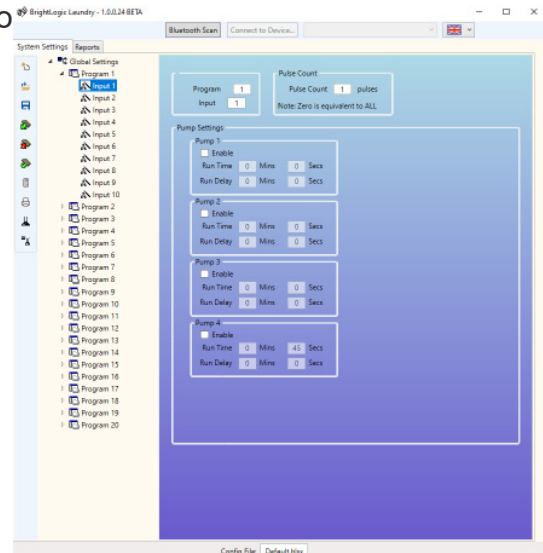 o
BrightLogic Laundry - 1.0.0.24 BETA
Bluetooth Scan Connect to Device...
System Settings Reports
Global Settings
Program 1
Input 1
Input 2
Input 3
Input 4
Input 5
Input 6
Input 7
Input 8
Input 9
Input 10
Program 2
Program 3
Program 4
Program 5
Program 6
Program 7
Program 8
Program 9
Program 10
Program 11
Program 12
Program 13
Program 14
Program 15
Program 16
Program 17
Program 18
Program 19
Program 20
Program 1
Input 1
Pulse Count
Pulse Count 1 pulses
Note: Zero is equivalent to ALL
Pump Settings
Pump 1
Enable
Run Time 0 Mins 0 Secs
Run Delay 0 Mins 0 Secs
Pump 2
Enable
Run Time 0 Mins 0 Secs
Run Delay 0 Mins 0 Secs
Pump 3
Enable
Run Time 0 Mins 0 Secs
Run Delay 0 Mins 0 Secs
Pump 4
Enable
Run Time 0 Mins 45 Secs
Run Delay 0 Mins 0 Secs
Config File